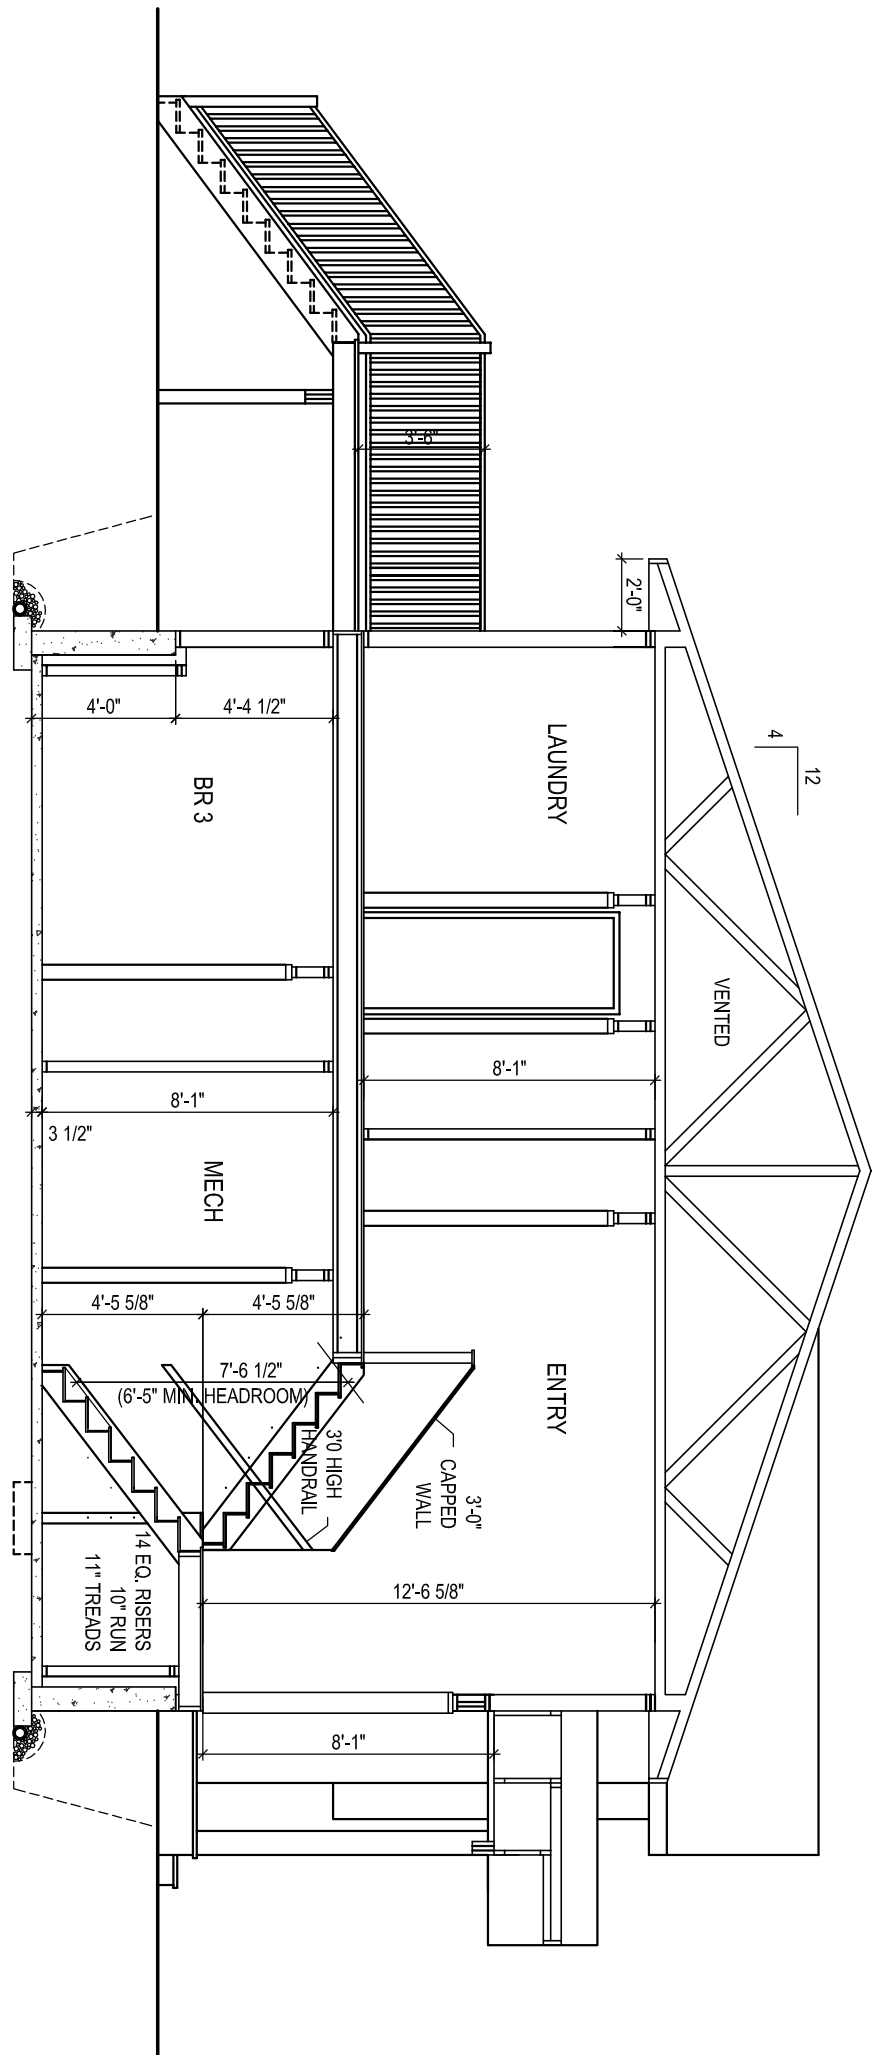 12
4
VENTED
2'-0"
3'-6"
LAUNDRY
8'-1"
ENTRY
3'-0"
CAPPED
WALL
12'-6 5/8"
8'-1"
4'-0"
4'-4 1/2"
BR 3
8'-1"
3 1/2"
MECH
4'-5 5/8"
4'-5 5/8"
7'-6 1/2"
(6'-5" MIN. HEADROOM)
3'0 HIGH
HANDRAIL
14 EQ. RISERS
10" RUN
11" TREADS